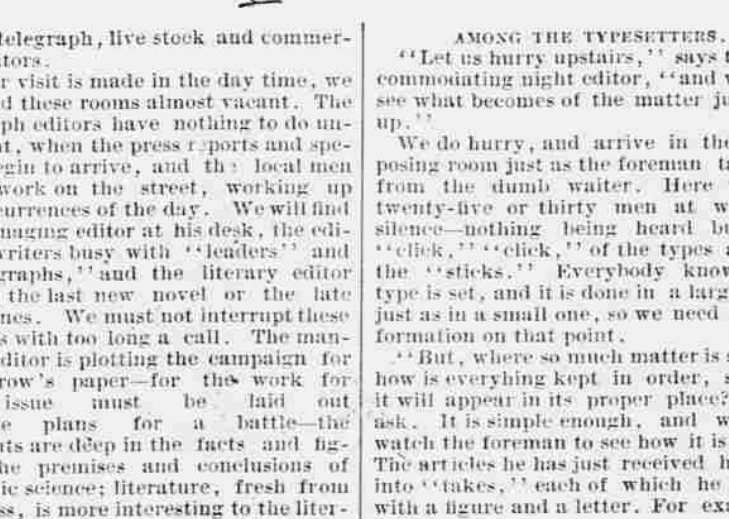 telegraph, live stock and commer-
tors.
r visit is made in the day time, we
d these rooms almost vacant. The
ph editors have nothing to do un-
t, when the press reports and spe-
egin to arrive, and the local men
work on the street, working up
currences of the day. We will find
naging editor at his desk, the edi-
writers busy with "leaders" and
graphs," and the literary editor
the last new novel or the late
nes. We must not interrupt these
s with too long a call. The man-
ditor is plotting the campaign for
row's paper—for the work for
issue must be laid out
e plans for a battle—the
nts are deep in the facts and fig-
he premises and conclusions of
ic science; literature, fresh from
ss, is more interesting to the liter-
AMONG THE TYPESETTERS.
"Let us hurry upstairs," says t
commodating night editor, "and w
see what becomes of the matter ju
up."
We do hurry, and arrive in the
posing room just as the foreman ta
from the dumb waiter. Here
twenty-five or thirty men at w
silence—nothing being heard bu
"click," "click," of the types a
the "sticks." Everybody know
type is set, and it is done in a larg
just as in a small one, so we need
formation on that point.
"But, where so much matter is s
how is everyhing kept in order, s
it will appear in its proper place?
ask. It is simple enough, and w
watch the foreman to see how it is
The articles he has just received h
into "takes," each of which he
with a figure and a letter. For exa